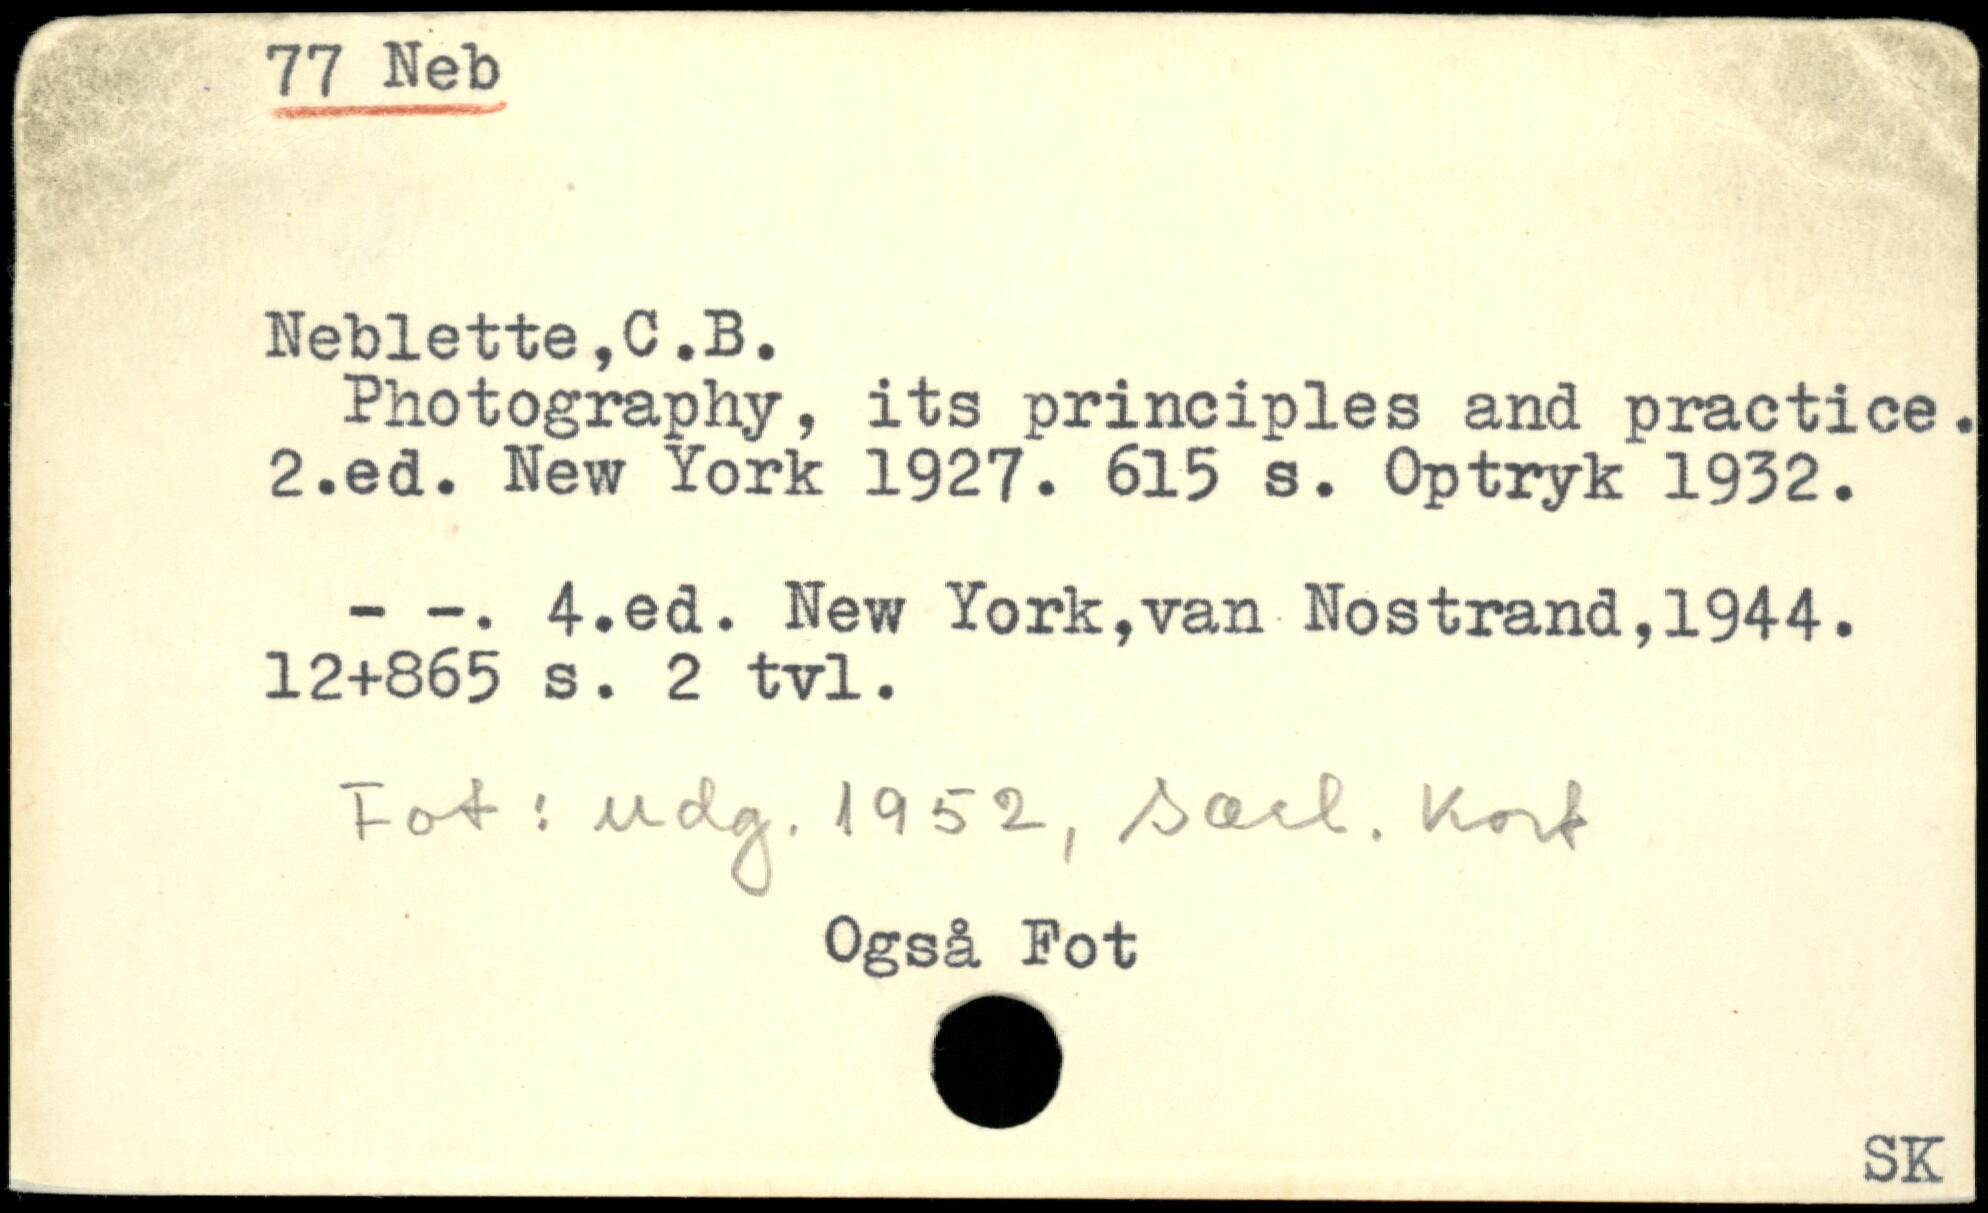 77 Neb
Neblette,C.B.
Photography, its principles and practice.
2.ed. New York 1927. 615 s. Optryk 1932.
- -. 4.ed. New York,van Nostrand,1944.
12+865 s. 2 tvl.
Fot: udg. 1952, særl. kort
Også Fot
SK